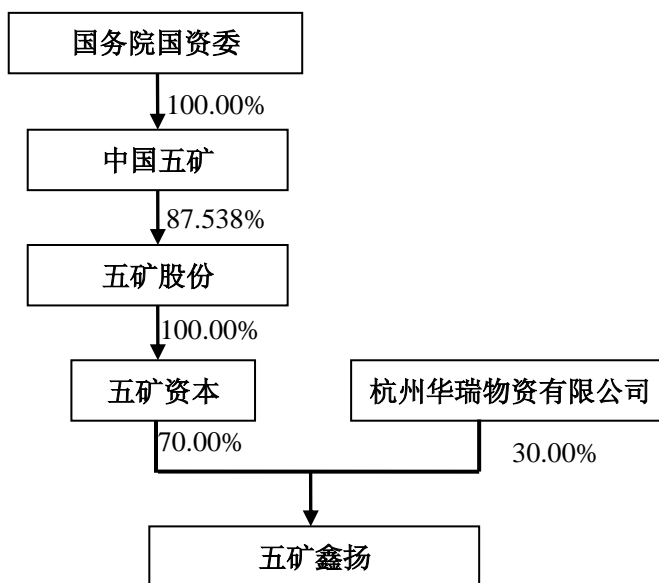 国务院国资委
100.00%
中国五矿
87.538%
五矿股份
100.00%
五矿资本
杭州华瑞物资有限公司
70.00%
30.00%
五矿鑫扬